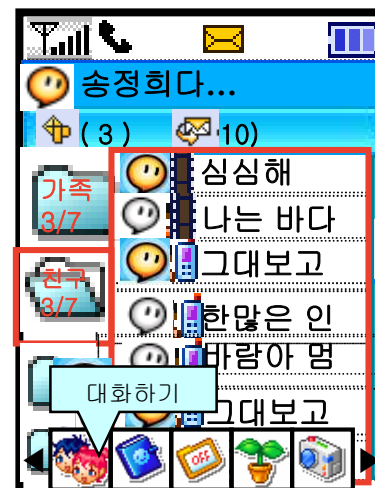 송정희다...
( 3 ) 10)
가족
3/7
친구
3/7
심심해
나는 바다
그대보고
한많은 인
바람아 멈
그대보고
대화하기
OFF